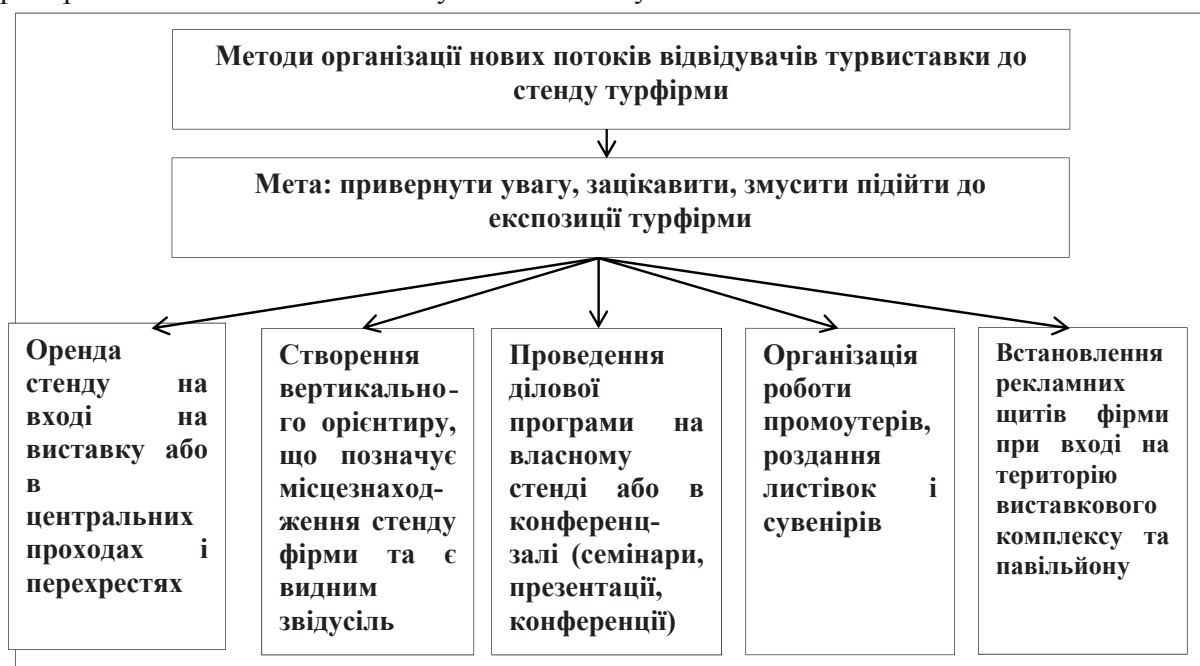 Методи організації нових потоків відвідувачів турвиставки до
стенду турфірми
Мета: привернути увагу, зацікавити, змусити підійти до
експозиції турфірми
Оренда
стенду на
вході на
виставку або
в
центральних
проходах і
перехрестях
Створення
вертикально-
го орієнтиру,
що позначує
місцезнаход-
ження стенду
фірми та є
видним
звідусіль
Проведення
ділової
програми на
власному
стенді або в
конференц-
залі (семінари,
презентації,
конференції)
Організація
роботи
промоутерів,
роздання
листівок і
сувенірів
Встановлення
рекламних
щитів фірми
при вході на
територію
виставкового
комплексу та
павільйону